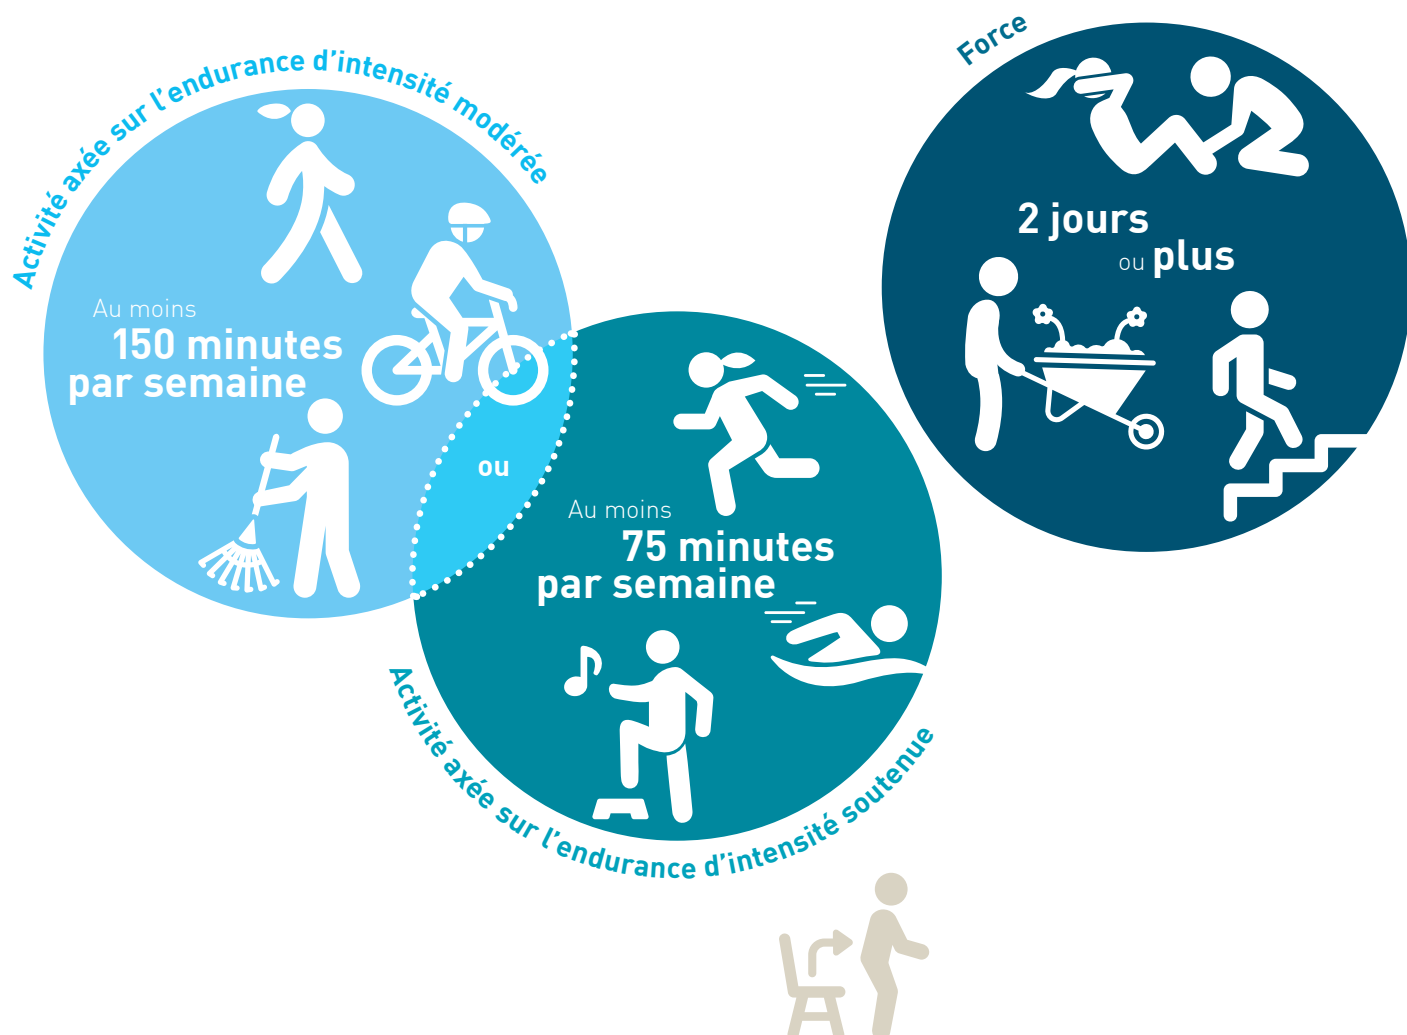 Activité axée sur l'endurance d'intensité modérée
Au moins
150 minutes
par semaine
ou
Au moins
75 minutes
par semaine
Activité axée sur l'endurance d'intensité soutenue
Force
2 jours
ou plus